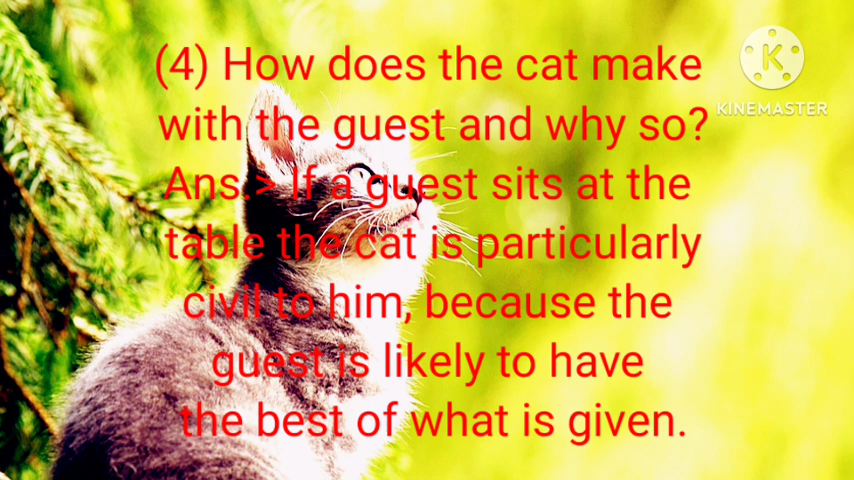 (4) How does the cat make
with the guest and why so?
Ans.> If a guest sits at the
table the cat is particularly
civil to him, because the
guest is likely to have
the best of what is given.
K
KINEMASTER